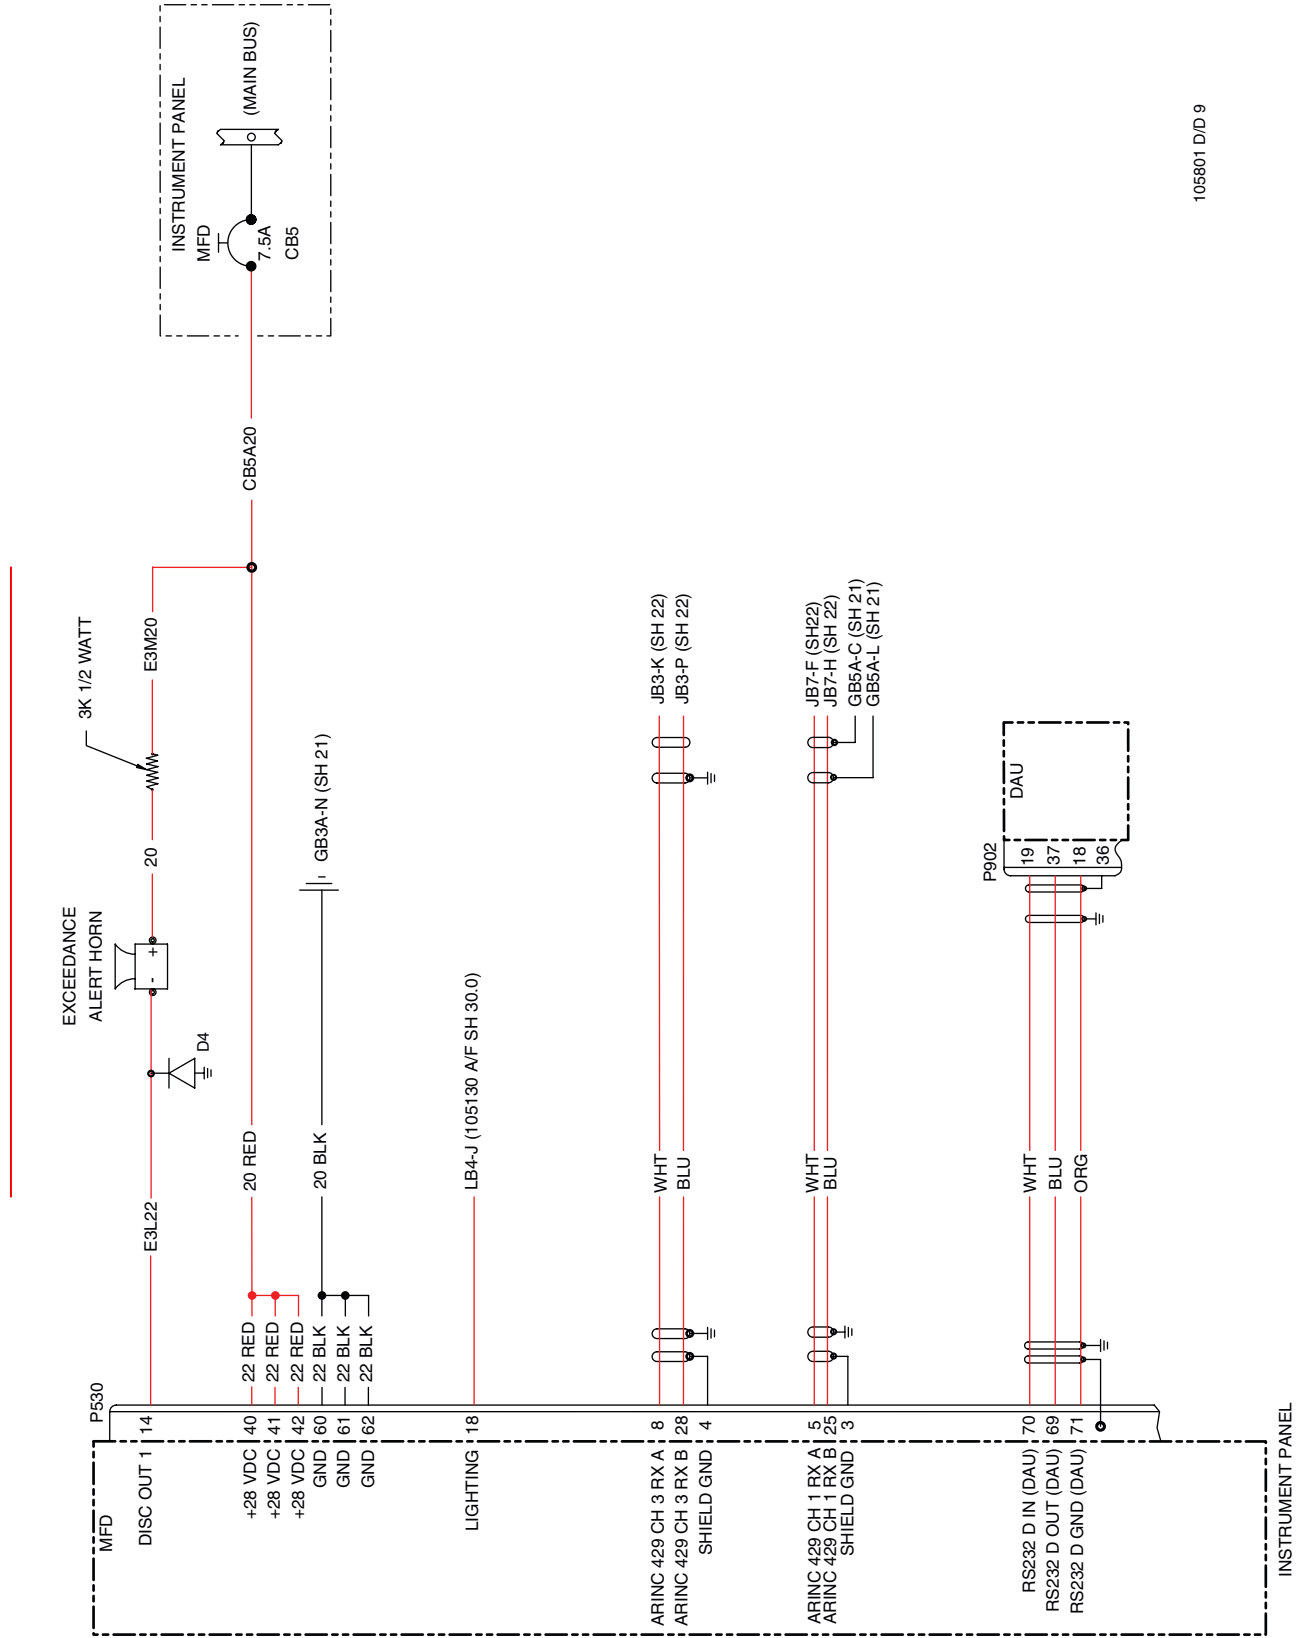 INSTRUMENT PANEL
MFD
7.5A
CB5
(MAIN BUS)
CB5A20
3K 1/2 WATT
E3M20
20
EXCEEDANCE
ALERT HORN
- +
D4
E3L22
20 RED
GB3A-N (SH 21)
20 BLK
LB4-J (105130 A/F SH 30.0)
22 RED
22 RED
22 RED
22 BLK
22 BLK
22 BLK
JB3-K (SH 22)
JB3-P (SH 22)
WHT
BLU
JB7-F (SH22)
JB7-H (SH 22)
GB5A-C (SH 21)
GB5A-L (SH 21)
WHT
BLU
DAU
P902
19
37
18
36
WHT
BLU
ORG
P530
MFD
DISC OUT 1 14
+28 VDC 40
+28 VDC 41
+28 VDC 42
GND 60
GND 61
GND 62
LIGHTING 18
ARINC 429 CH 3 RX A 8
ARINC 429 CH 3 RX B 28
SHIELD GND 4
ARINC 429 CH 1 RX A 5
ARINC 429 CH 1 RX B 25
SHIELD GND 3
RS232 D IN (DAU) 70
RS232 D OUT (DAU) 69
RS232 D GND (DAU) 71
INSTRUMENT PANEL
105801 D/D 9